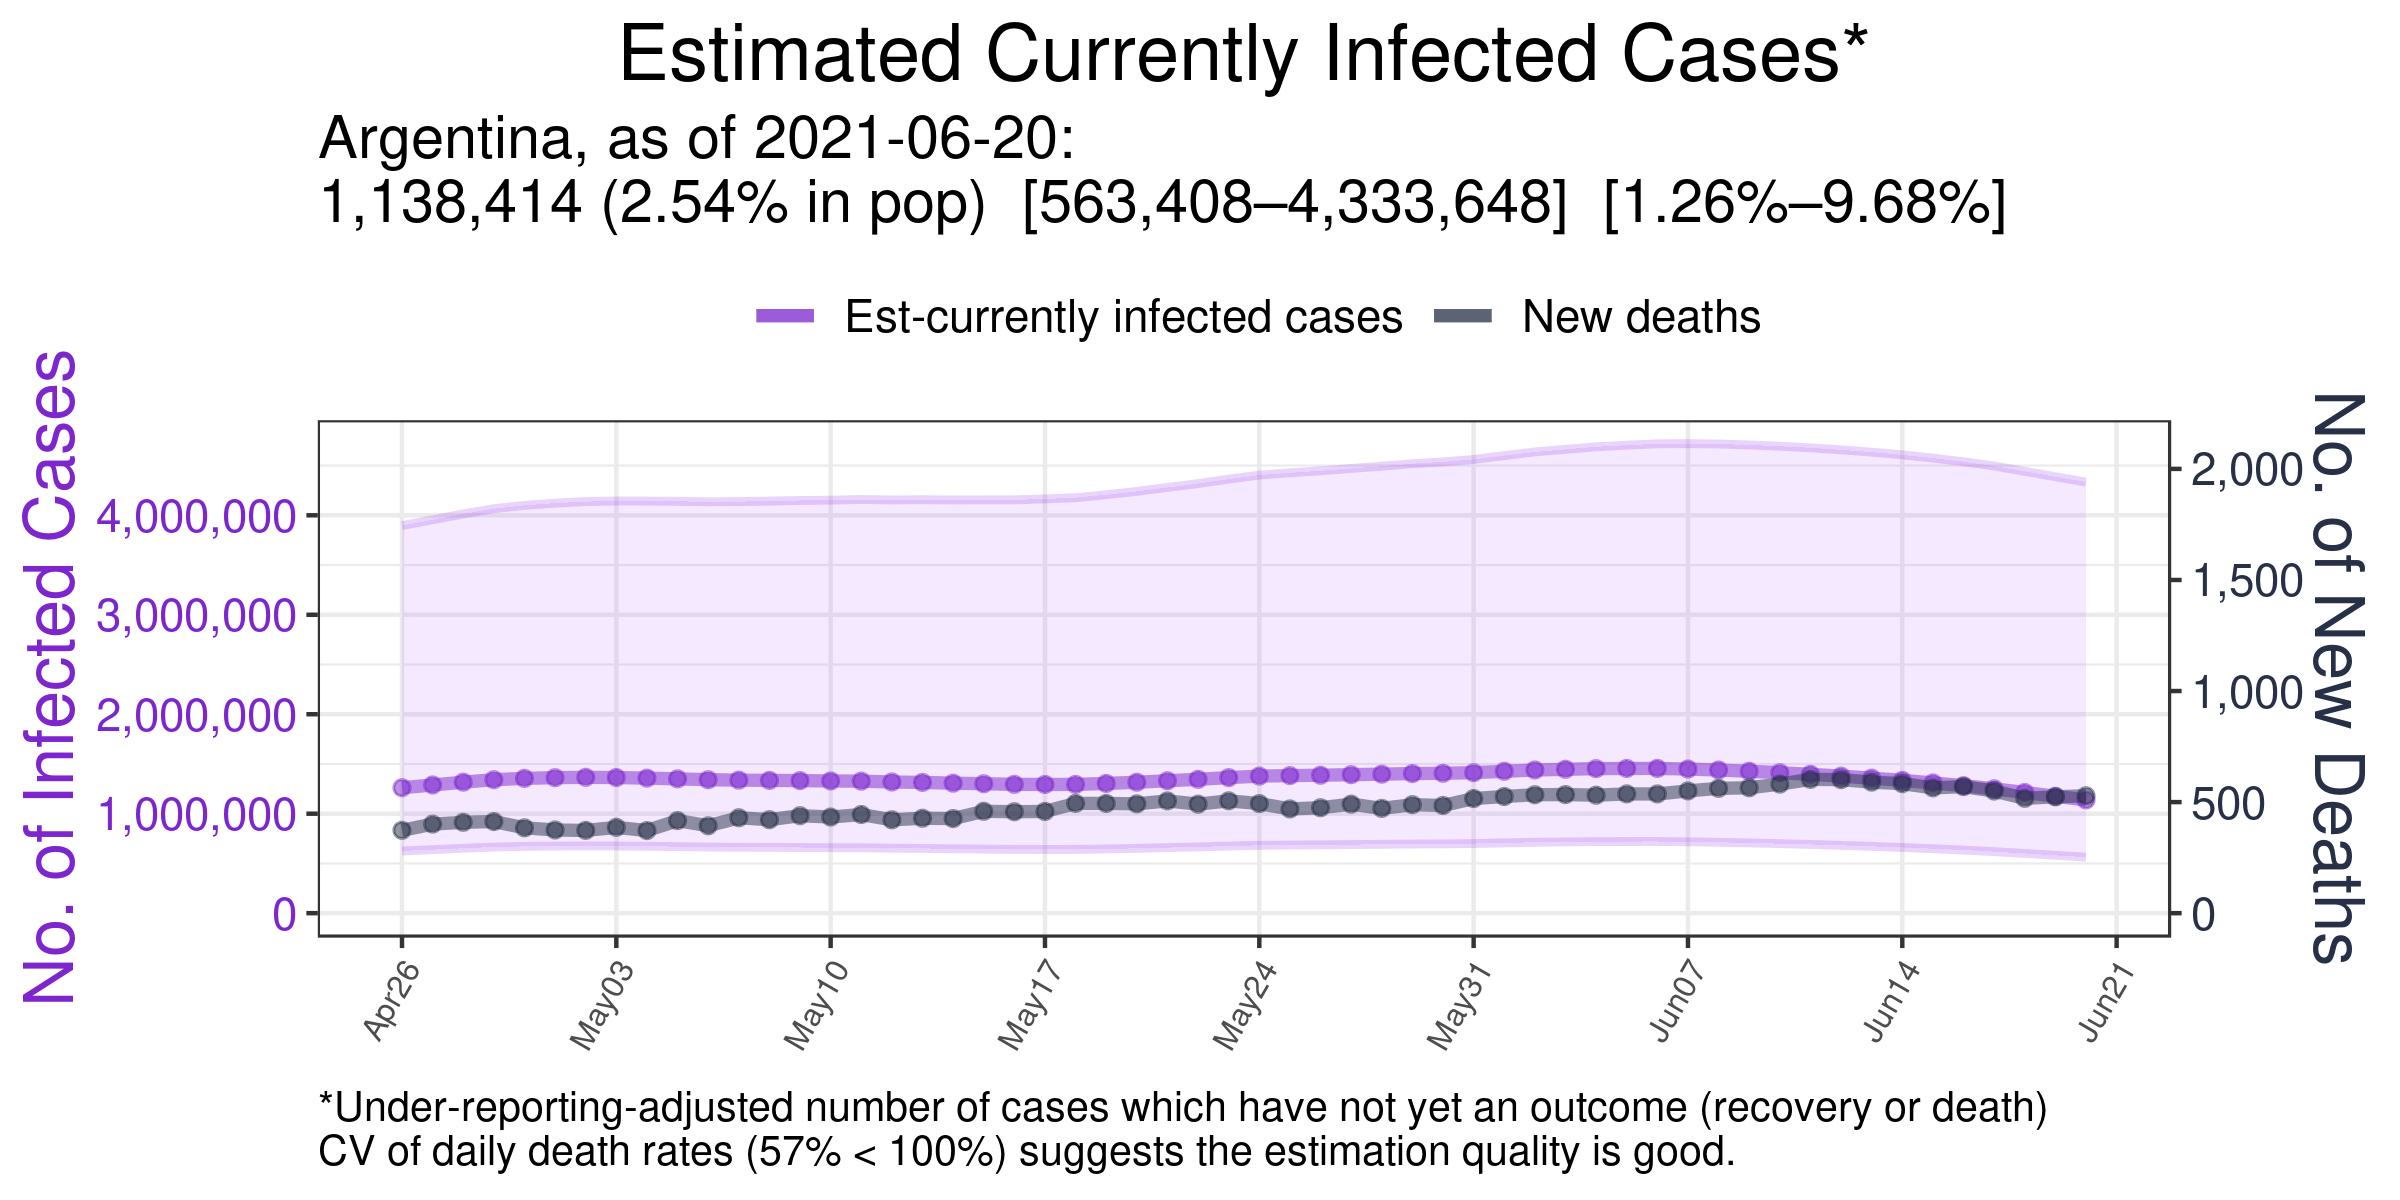 Estimated Currently Infected Cases*
Argentina, as of 2021-06-20:
1,138,414 (2.54% in pop) [563,408–4,333,648] [1.26%–9.68%]
Est-currently infected cases
New deaths
No. of Infected Cases
4,000,000
3,000,000
2,000,000
1,000,000
0
2,000
1,500
1,000
500
0
No. of New Deaths
Apr26
May03
May10
May17
May24
May31
Jun07
Jun14
Jun21
*Under-reporting-adjusted number of cases which have not yet an outcome (recovery or death)
CV of daily death rates (57% < 100%) suggests the estimation quality is good.